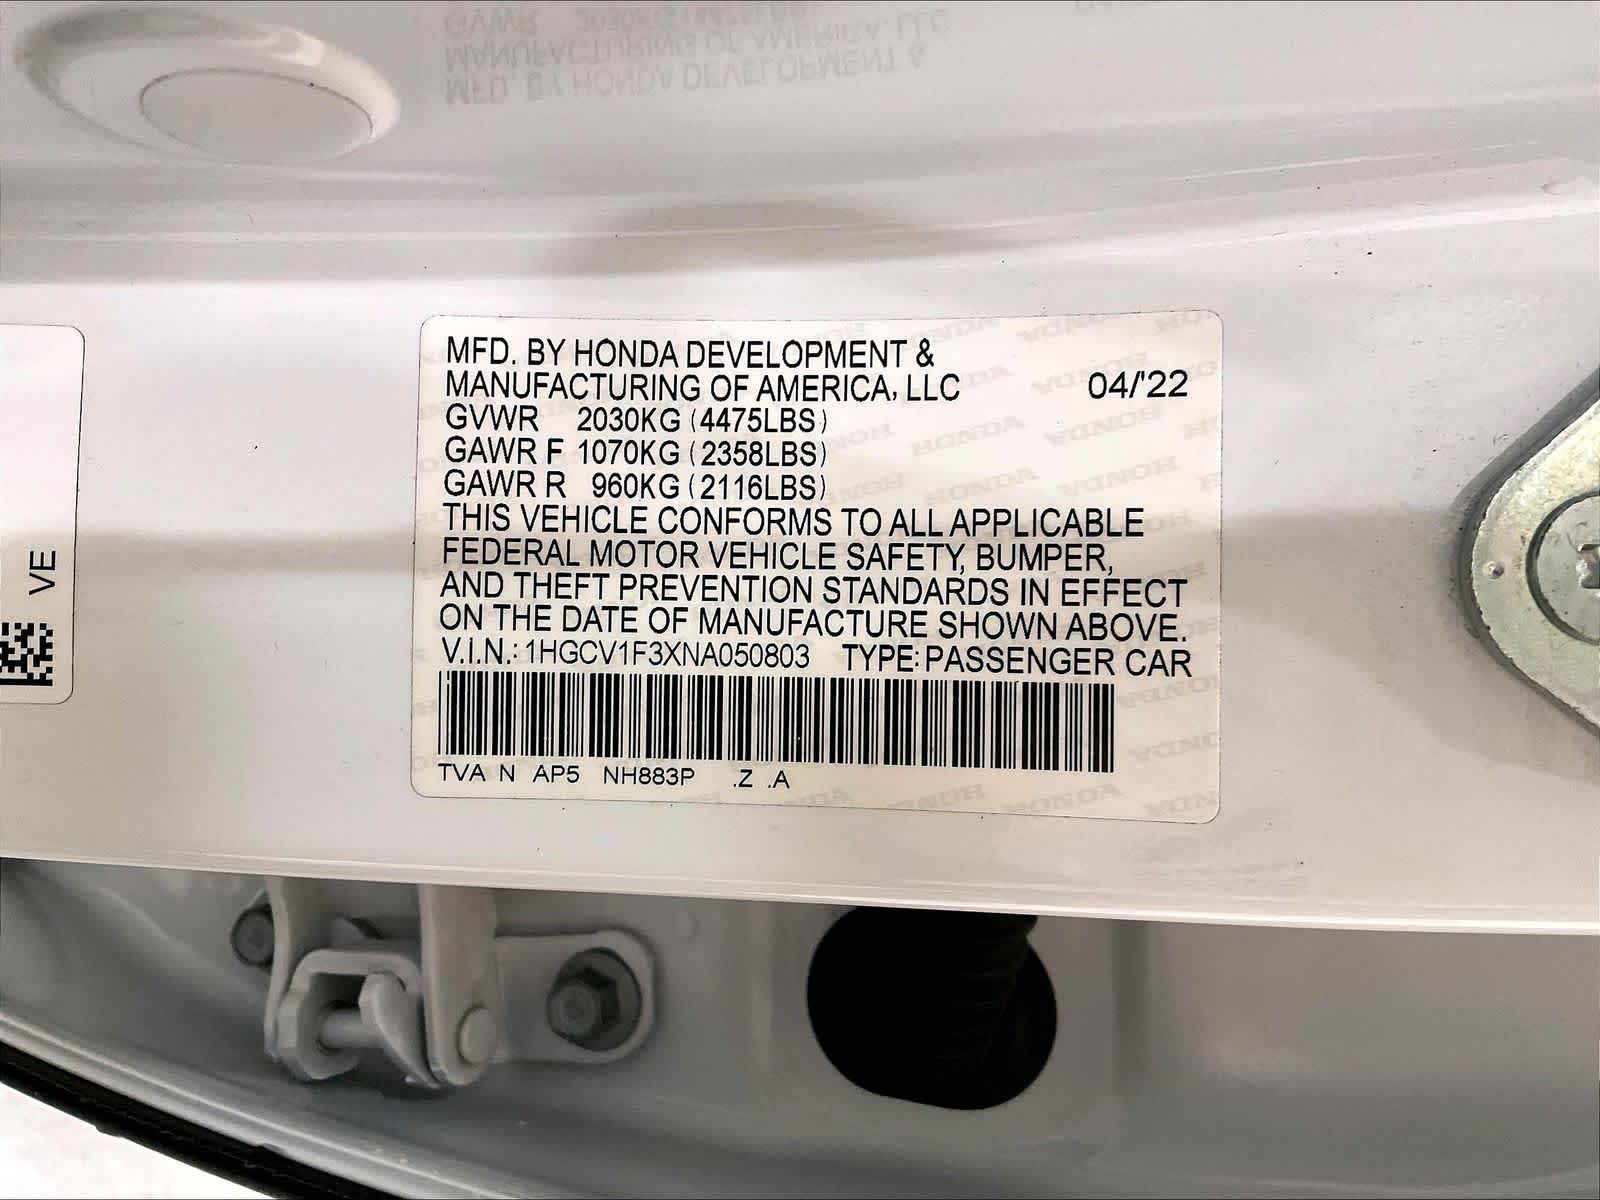 MFD. BY HONDA DEVELOPMENT &
MANUFACTURING OF AMERICA, LLC 04/'22
GVWR 2030KG (4475LBS)
GAWR F 1070KG (2358LBS)
GAWR R 960KG (2116LBS)
THIS VEHICLE CONFORMS TO ALL APPLICABLE
FEDERAL MOTOR VEHICLE SAFETY, BUMPER,
AND THEFT PREVENTION STANDARDS IN EFFECT
ON THE DATE OF MANUFACTURE SHOWN ABOVE.
V.I.N.: 1HGCV1F3XNA050803 TYPE: PASSENGER CAR
TVA N AP5 NH883P .Z .A
VE